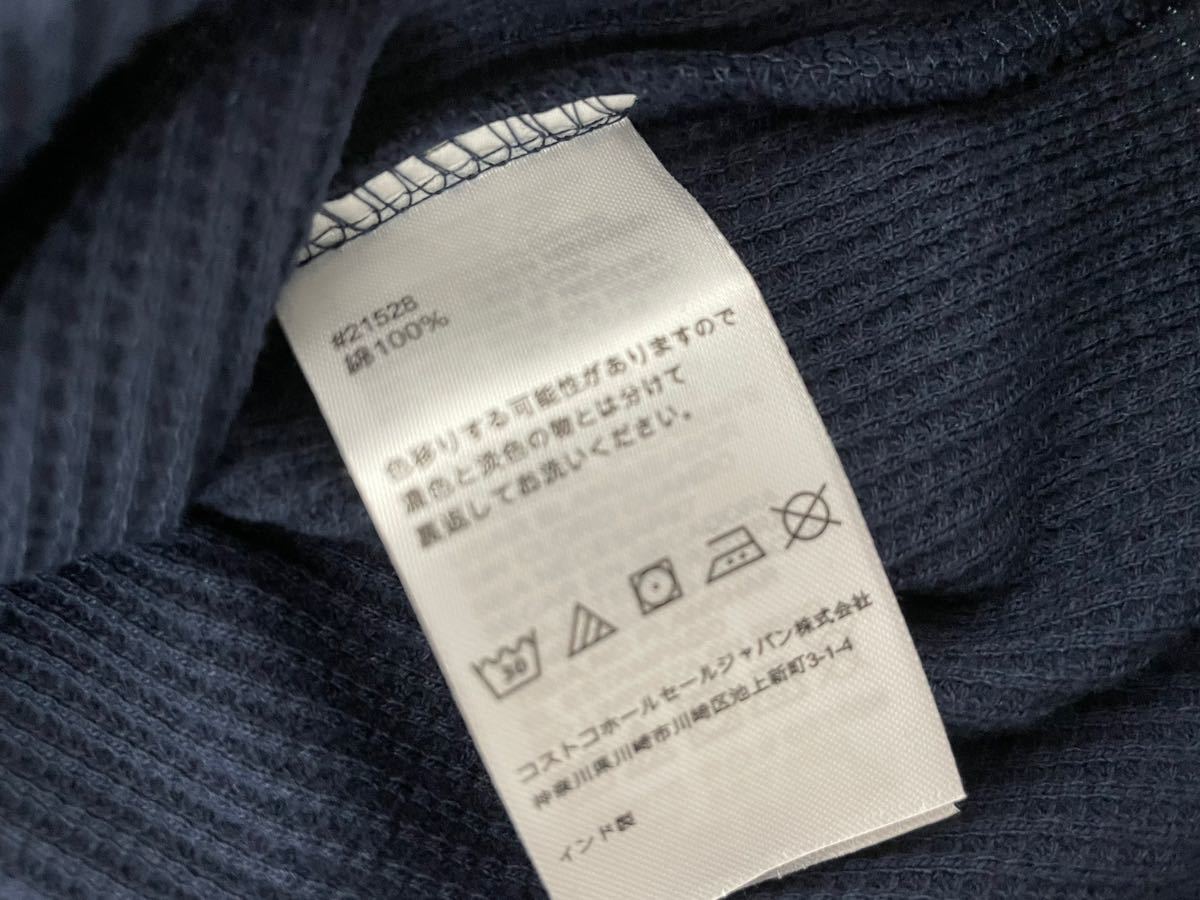 #21528
綿100%
色移りする可能性がありますので
濃色と淡色の物とは分けて
裏返してお洗いください。
30
コストコホールセールジャパン株式会社
神奈川県川崎市川崎区池上新町3-1-4
インド製